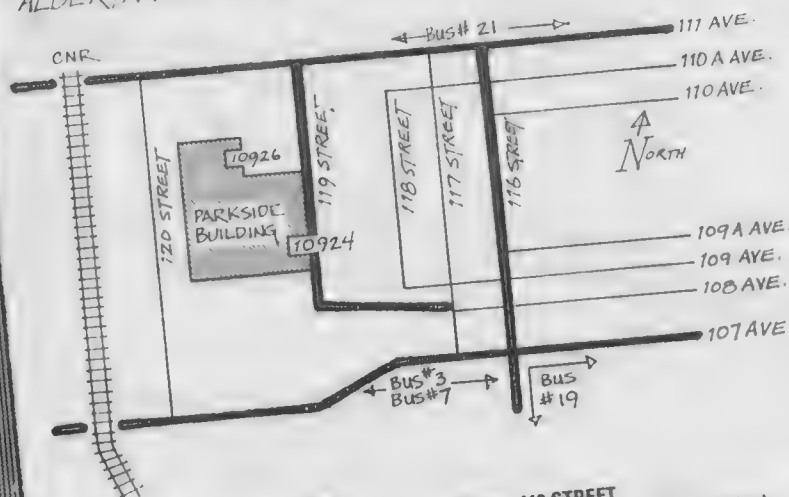 BUS# 21
111 AVE.
CNR.
110 A AVE.
110 AVE.
NORTH
120 STREET
119 STREET.
118 STREET
117 STREET
116 SREET
10926
PARKSIDE
BUILDING
10924
109 A AVE.
109 AVE.
108 AVE.
107 AVE
BUS #3
BUS #7
BUS
#19
STREET